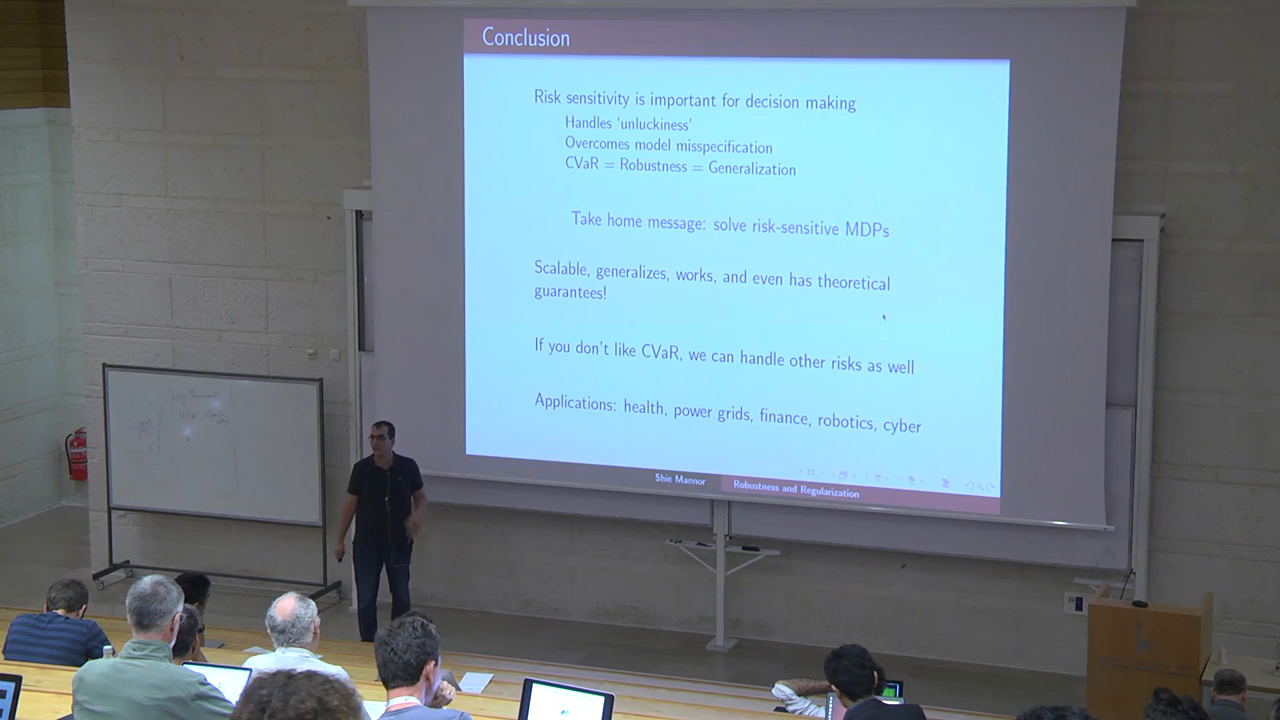 Conclusion
Risk sensitivity is important for decision making
Handles ‘unluckiness’
Overcomes model misspecification
CVaR = Robustness = Generalization
Take home message: solve risk-sensitive MDPs
Scalable, generalizes, works, and even has theoretical
guarantees!
If you don't like CVaR, we can handle other risks as well
Applications: health, power grids, finance, robotics, cyber
Shie Mannor
Robustness and Regularization